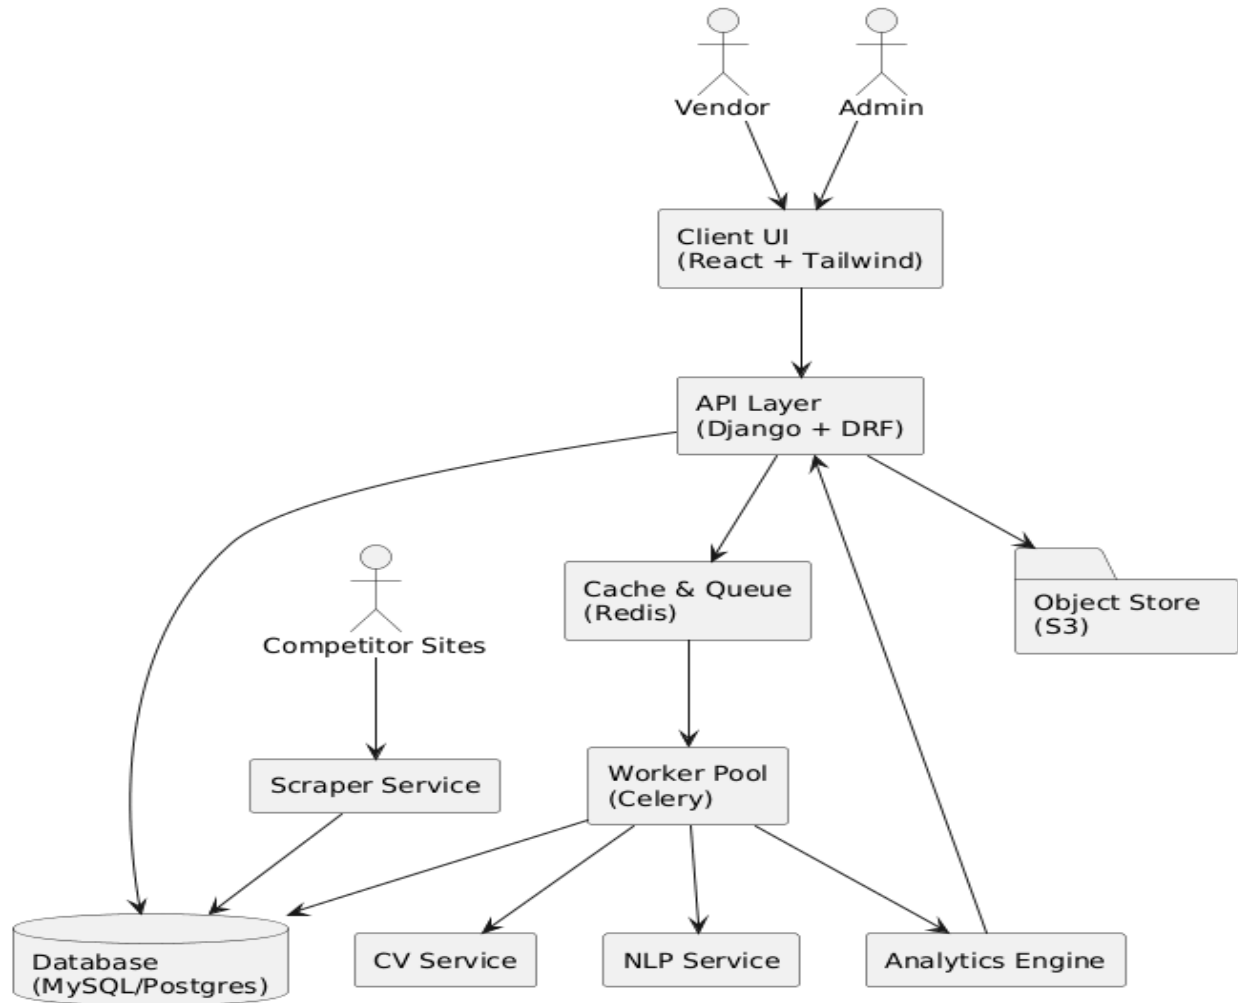 Vendor
Admin
Client UI
(React + Tailwind)
API Layer
(Django + DRF)
Competitor Sites
Cache & Queue
(Redis)
Object Store
(S3)
Scraper Service
Worker Pool
(Celery)
Database
(MySQL/Postgres)
CV Service
NLP Service
Analytics Engine